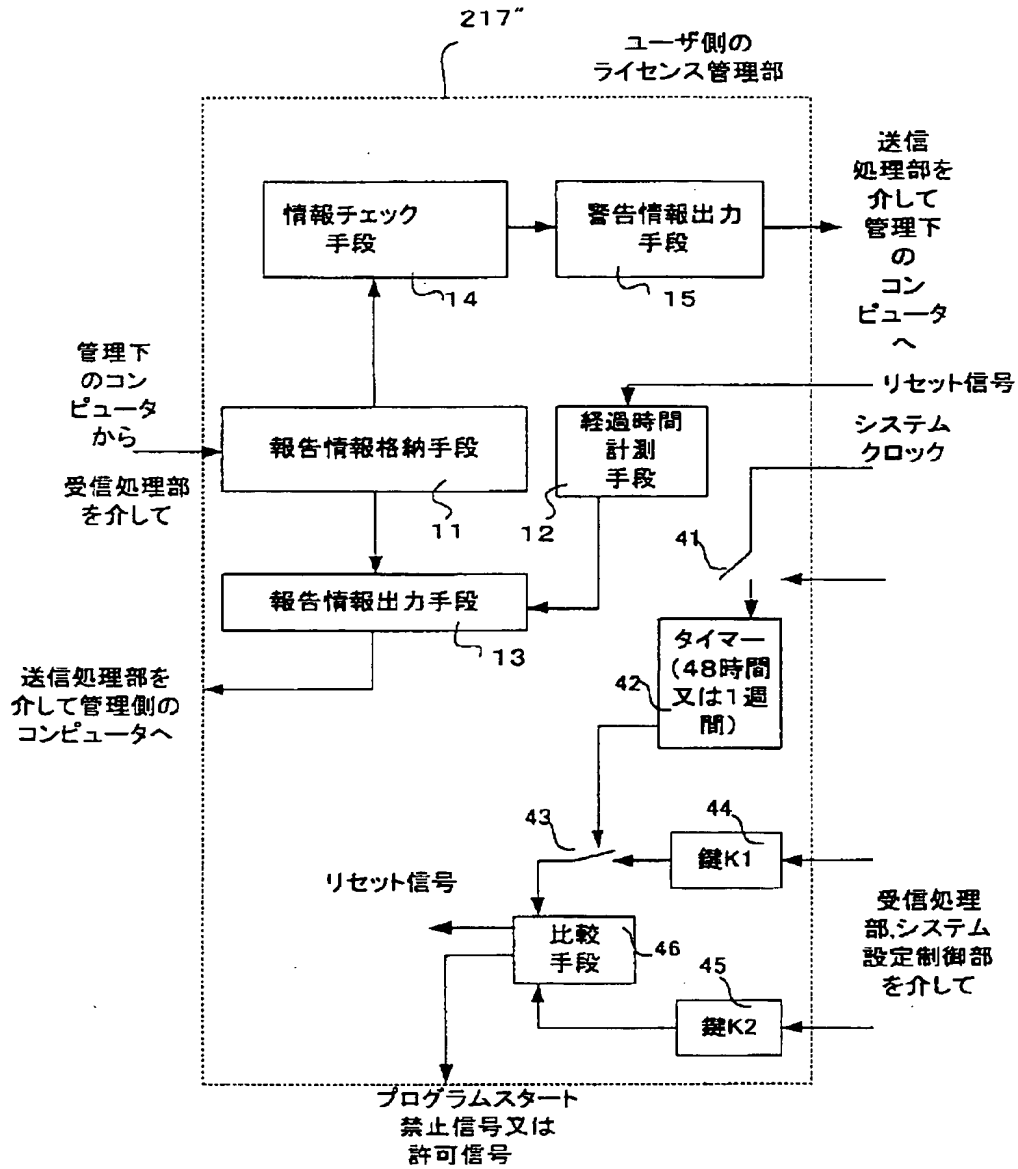 217″
ユーザ側の
ライセンス管理部
情報チェック
手段
14
警告情報出力
手段
15
送信
処理部を
介して
管理下
の
コン
ピュータ
へ
管理下
のコン
ピュータ
から
受信処理部
を介して
報告情報格納手段
11
経過時間
計測
手段
12
リセット信号
システム
クロック
41
報告情報出力手段
13
送信処理部を
介して管理側の
コンピュータへ
タイマー
(48時間
又は1週
間)
42
43
44
鍵K1
リセット信号
比較
手段
46
45
鍵K2
受信処理
部,システム
設定制御部
を介して
プログラムスタート
禁止信号又は
許可信号